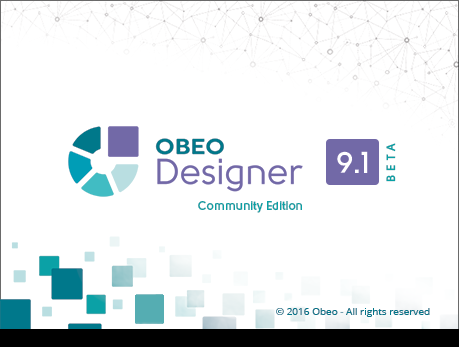 OBEO
Designer
Community Edition
9.1
BETA
© 2016 Obeo - All rights reserved